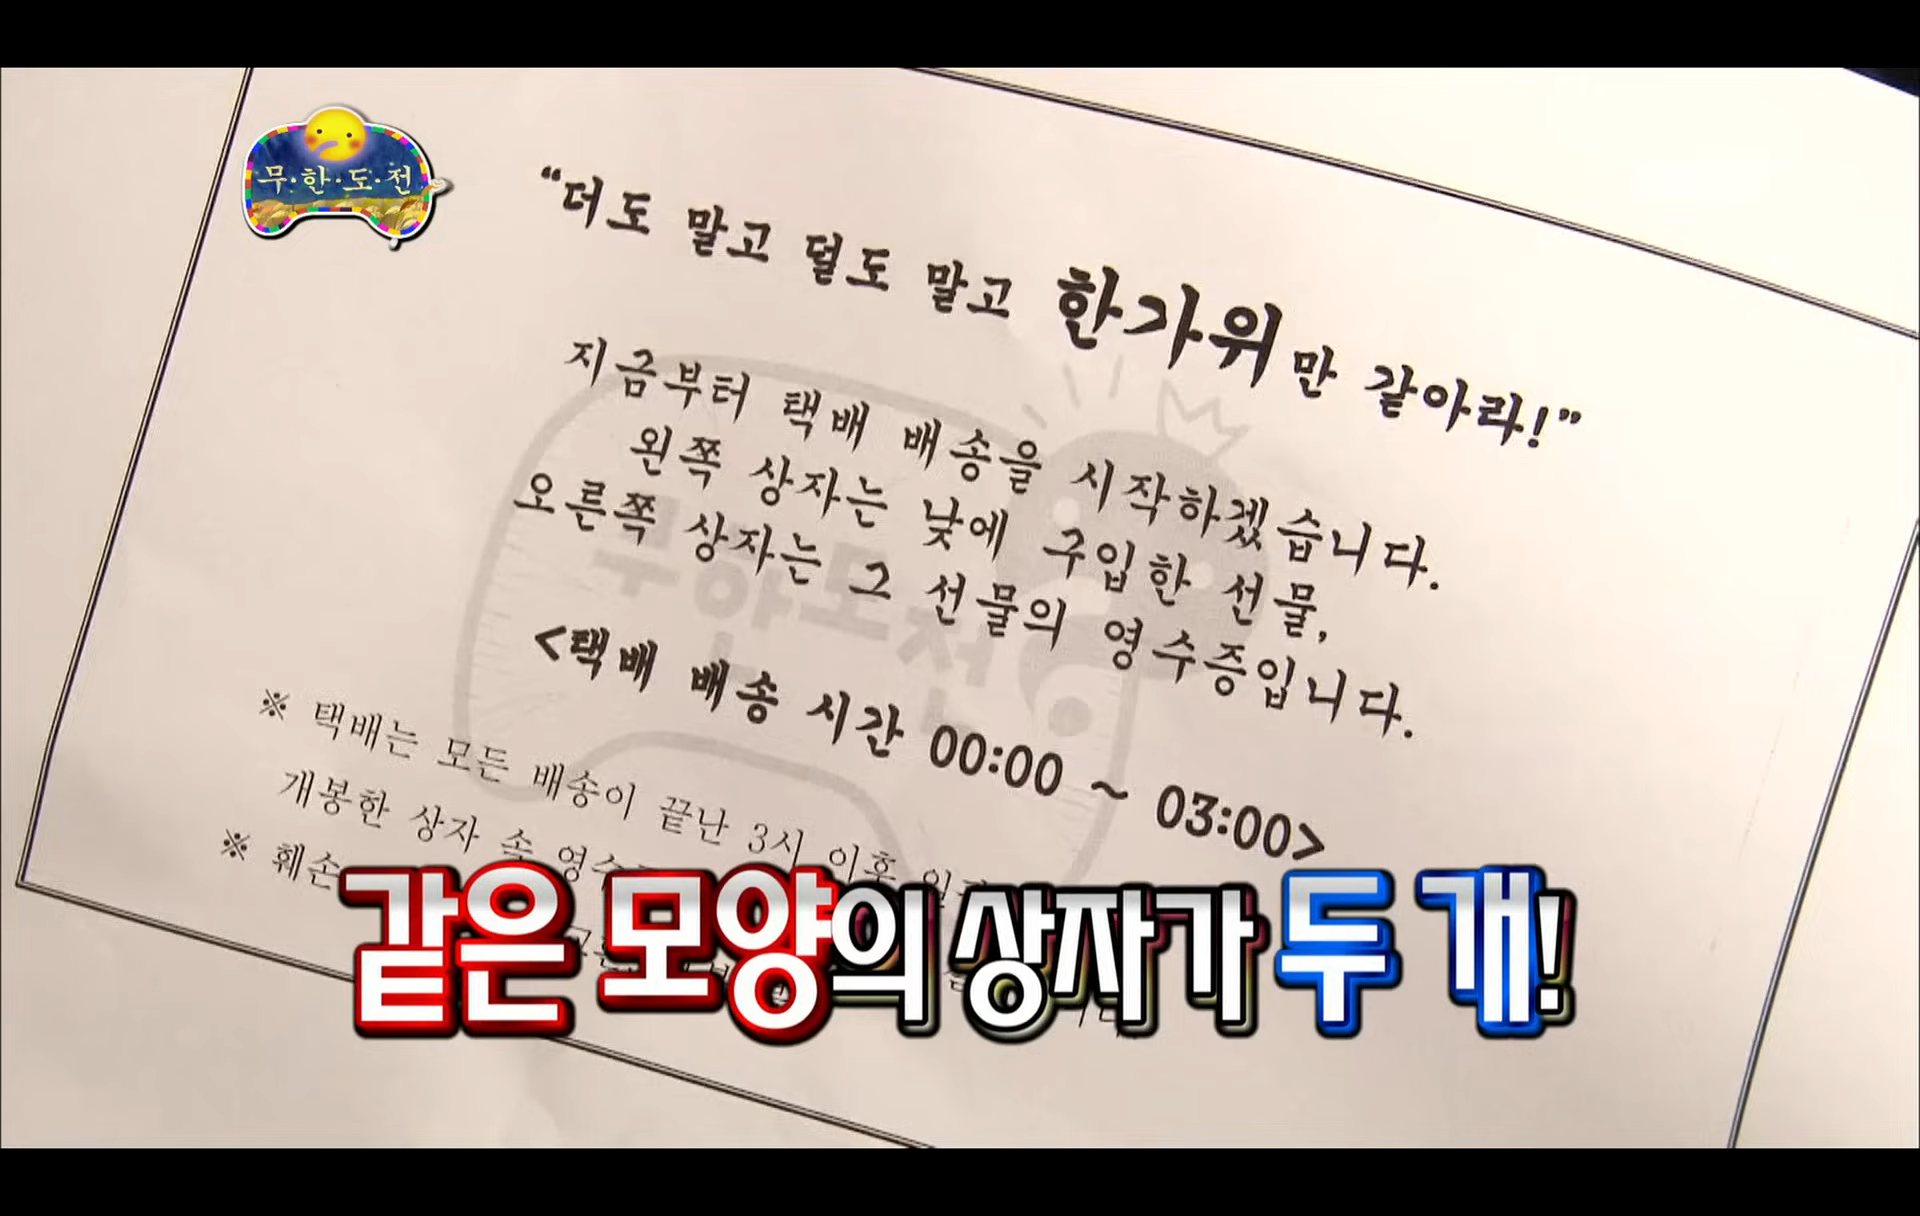 무·한·도·전
“더도 말고 덜도 말고 한가위만 같아라!”
지금부터 택배 배송을 시작하겠습니다.
왼쪽 상자는 낮에 구입한 선물,
오른쪽 상자는 그 선물의 영수증입니다.
<택배 배송 시간 00:00 ~ 03:00>
※ 택배는 모든 배송이 끝난 3시 이후
개봉한 상자 속
※ 훼손
같은 모양의 상자가 두 개!
무한도전